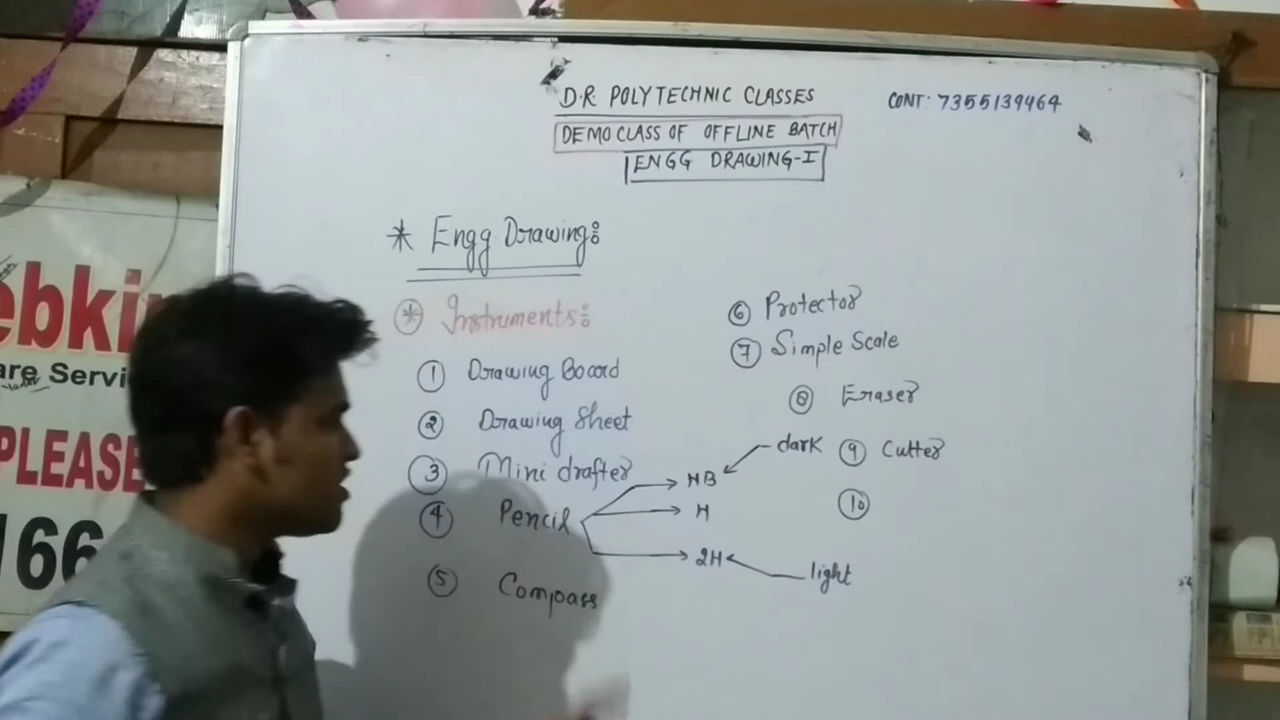 D.R POLYTECHNIC CLASSES
CONT: 7355139464
DEMO CLASS OF OFFLINE BATCH
ENGG DRAWING-I
* Engg Drawing:
* Instruments:
1 Drawing Board
2 Drawing Sheet
3 Mini drafter
4 Pencil
HB dark
H
2H light
5 Compass
6 Protector
7 Simple Scale
8 Eraser
9 Cutter
10
ebki
are Servi
PLEASE
166